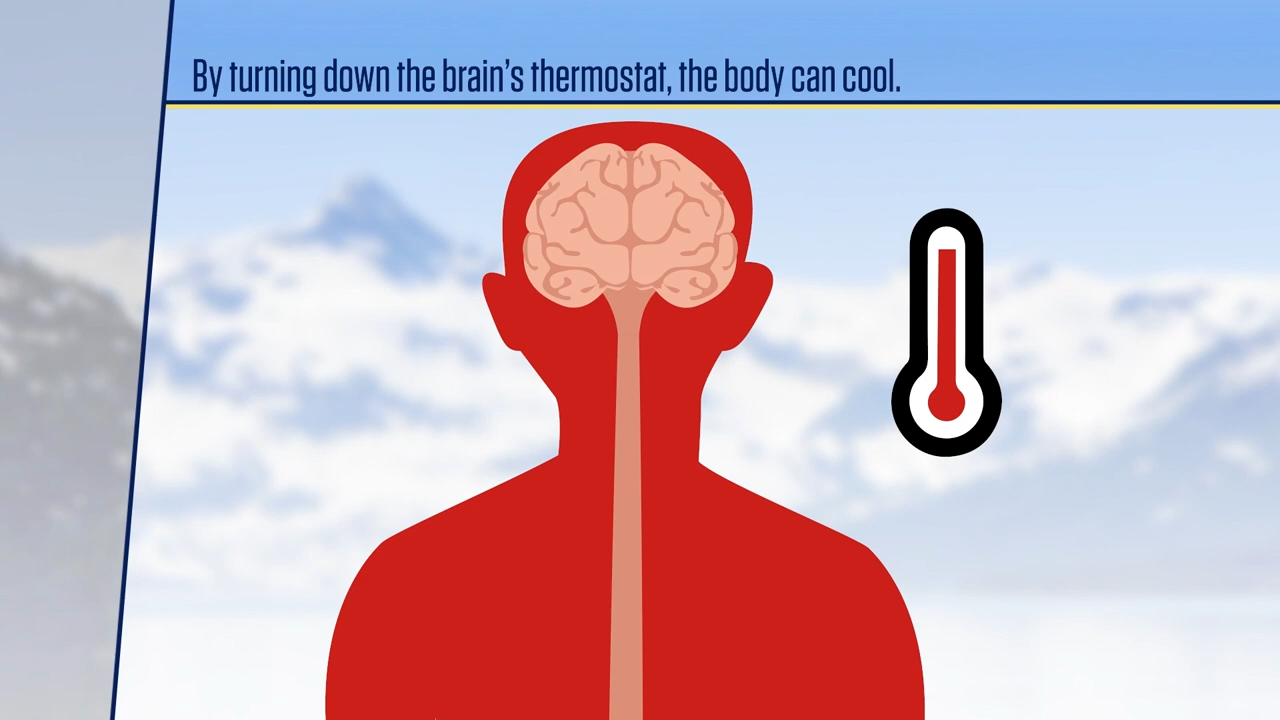 By turning down the brain's thermostat, the body can cool.